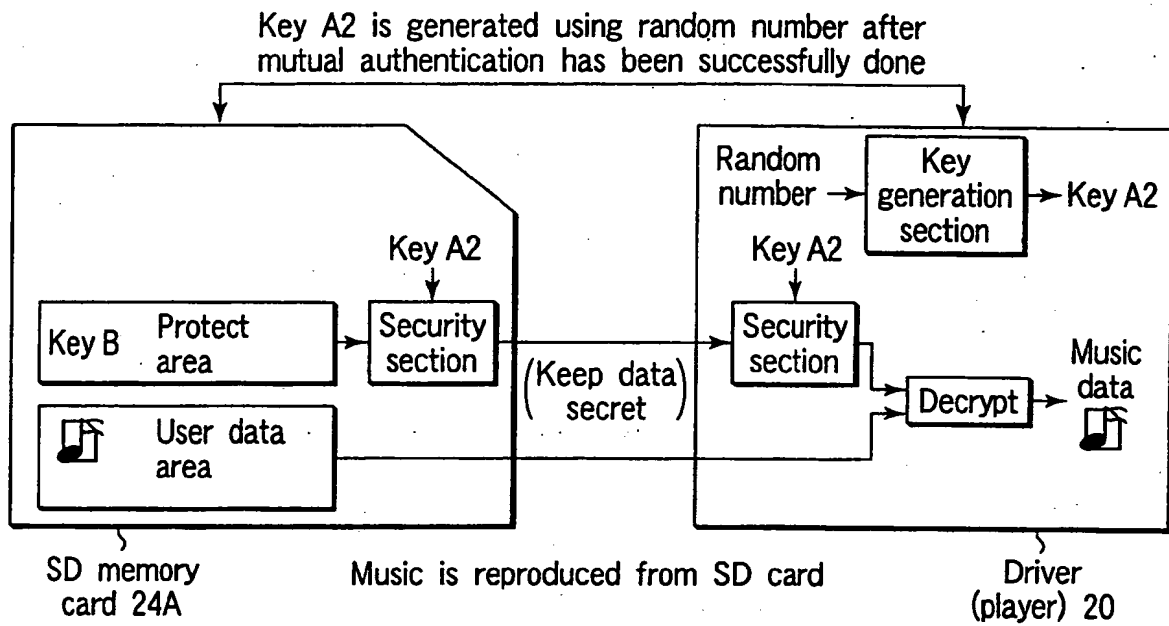 Key A2 is generated using random number after
mutual authentication has been successfully done
Random
number
Key
generation
section
Key A2
Key A2
Key A2
Key B
Protect
area
Security
section
Security
section
(Keep data
secret)
Music
data
Decrypt
User data
area
SD memory
card 24A
Music is reproduced from SD card
Driver
(player) 20